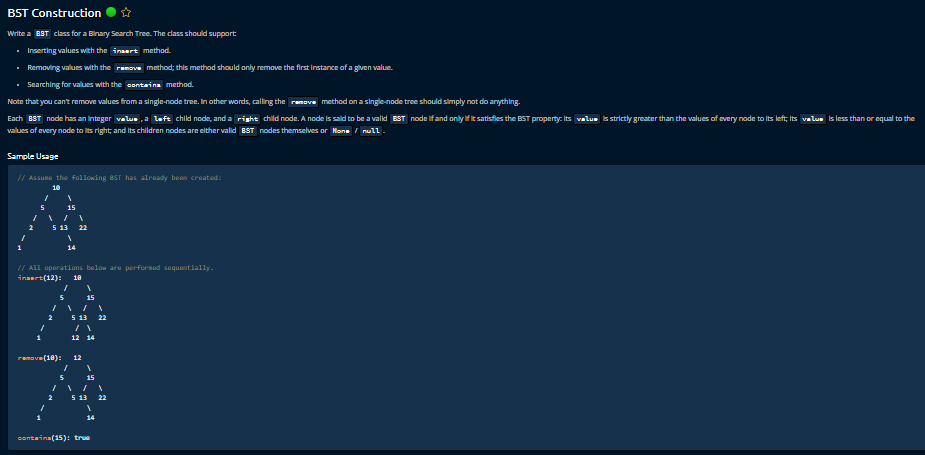 BST Construction
Write a BST class for a Binary Search Tree. The class should support:
• Inserting values with the insert method.
• Removing values with the remove method; this method should only remove the first instance of a given value.
• Searching for values with the contains method.
Note that you can't remove values from a single-node tree. In other words, calling the remove method on a single-node tree should simply not do anything.
Each BST node has an integer value, a left child node, and a right child node. A node is said to be a valid BST node if and only if it satisfies the BST property: its value is strictly greater than the values of every node to its left; its value is less than or equal to the
values of every node to its right; and its children nodes are either valid BST nodes themselves or None / null.
Sample Usage
// Assume the following BST has already been created:
10
/ \
5 15
/ \ / \
2 5 13 22
/ \
1 14
// All operations below are performed sequentially.
insert(12): 10
/ \
5 15
/ \ / \
2 5 13 22
/ / \
1 12 14
remove(10): 12
/ \
5 15
/ \ / \
2 5 13 22
/ \
1 14
contains(15): true